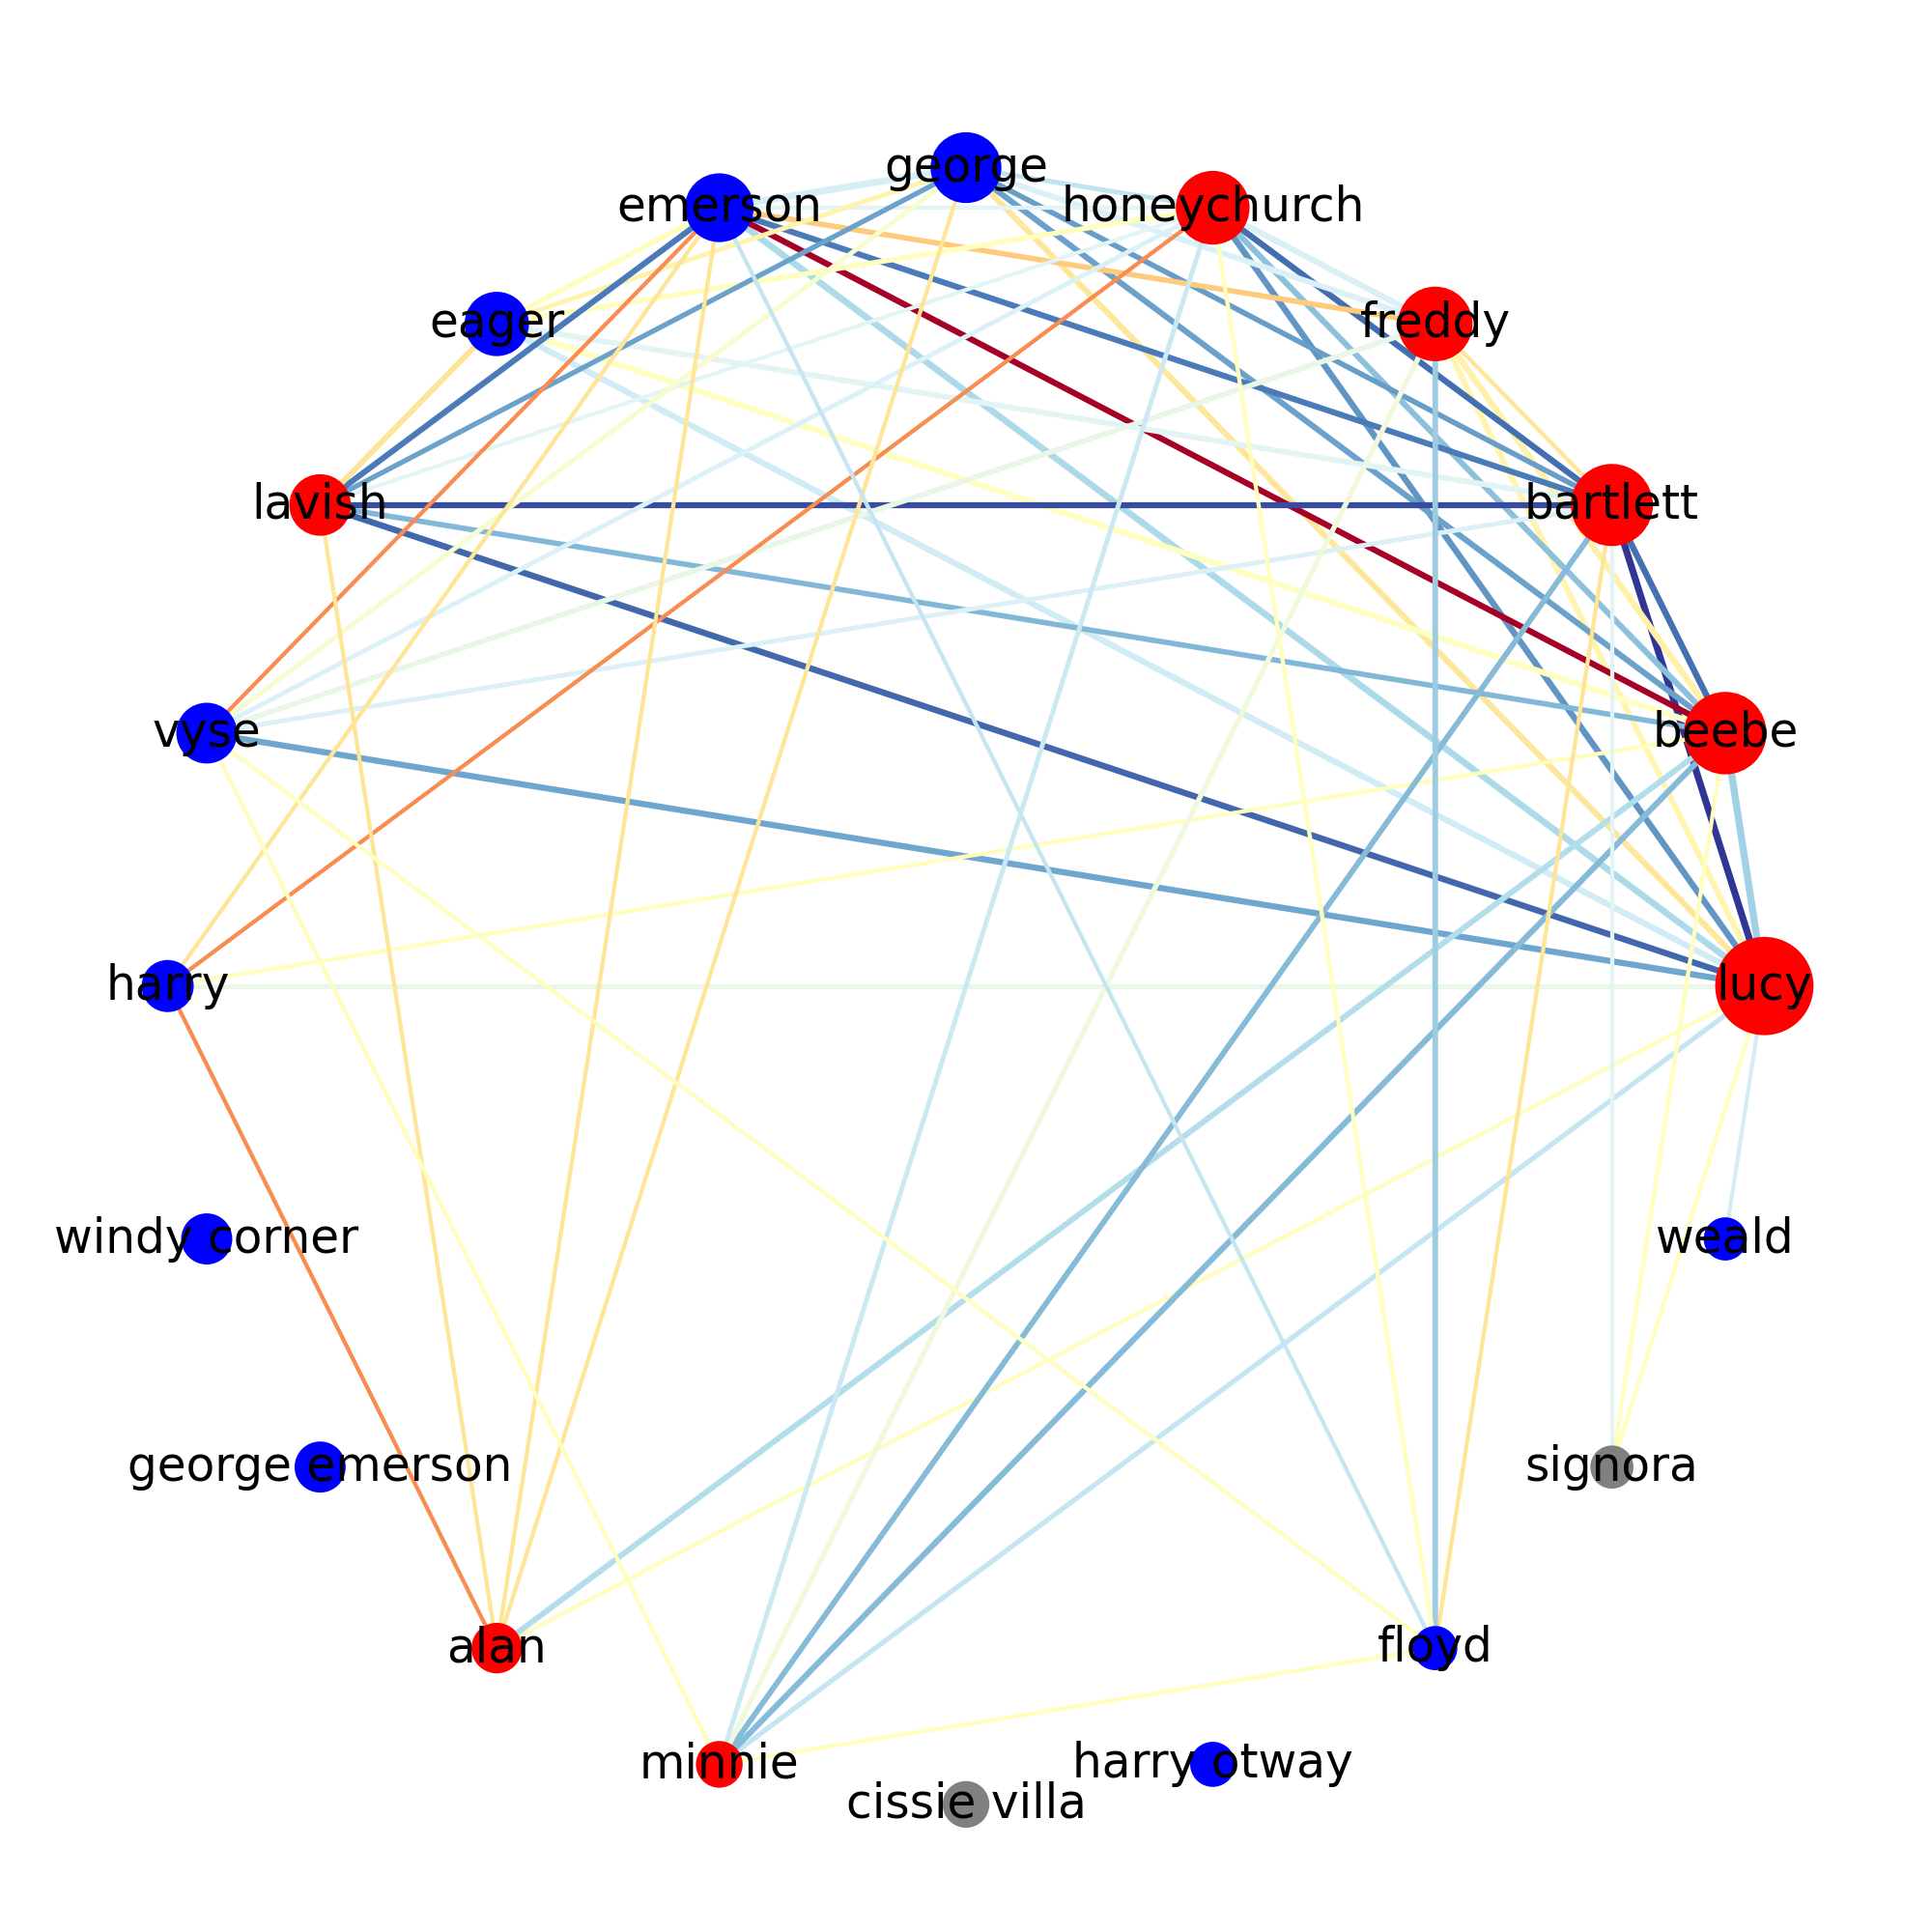 george
emerson
honeychurch
eager
freddy
lavish
bartlett
vyse
beebe
harry
lucy
windy corner
weald
george emerson
signora
alan
floyd
minnie
harry otway
cissie villa